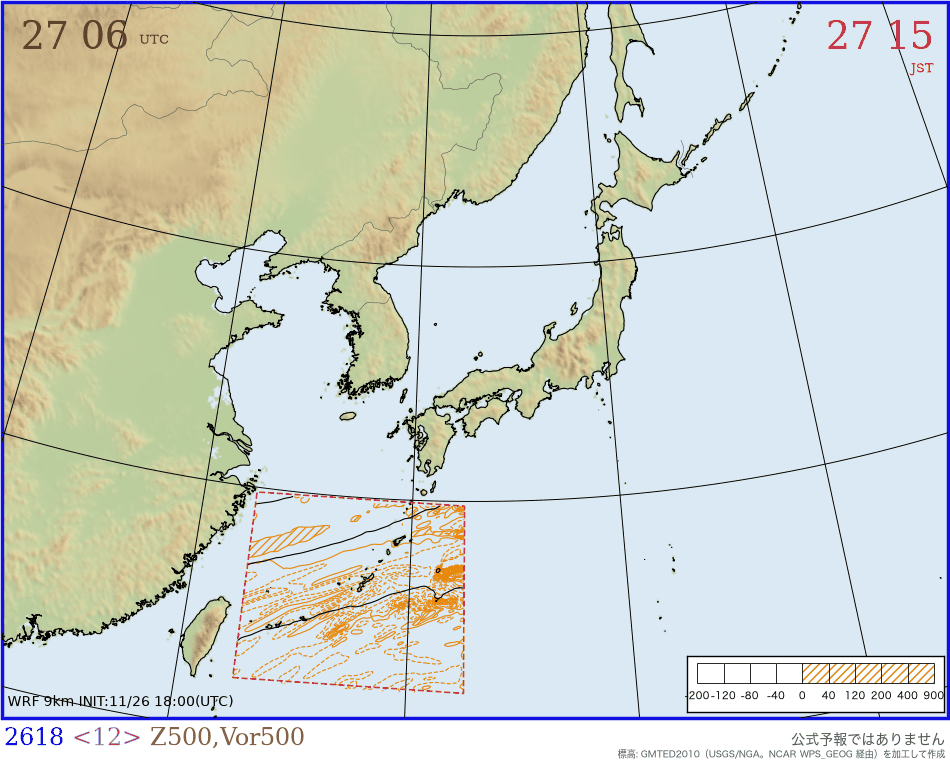 27 06 UTC
27 15
JST
WRF 9km INIT:11/26 18:00(UTC)
-200 -120 -80 -40 0 40 120 200 400 900
2618 <12> Z500,Vor500
公式予報ではありません
標高: GMTED2010（USGS/NGA。NCAR WPS_GEOG 経由）を加工して作成